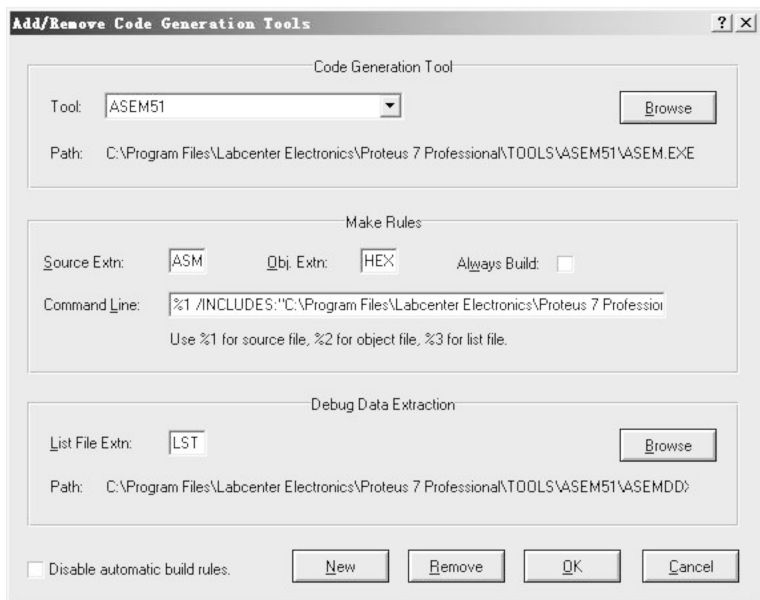 Add/Remove Code Generation Tools
Code Generation Tool
Tool: ASEM51 Browse
Path: C:\Program Files\Labcenter Electronics\Proteus 7 Professional\TOOLS\ASEM51\ASEM.EXE
Make Rules
Source Extn: ASM Obj. Extn: HEX Always Build:
Command Line: %1 /INCLUDES:"C:\Program Files\Labcenter Electronics\Proteus 7 Profession
Use %1 for source file, %2 for object file, %3 for list file.
Debug Data Extraction
List File Extn: LST Browse
Path: C:\Program Files\Labcenter Electronics\Proteus 7 Professional\TOOLS\ASEM51\ASEMDDX
Disable automatic build rules. New Remove OK Cancel